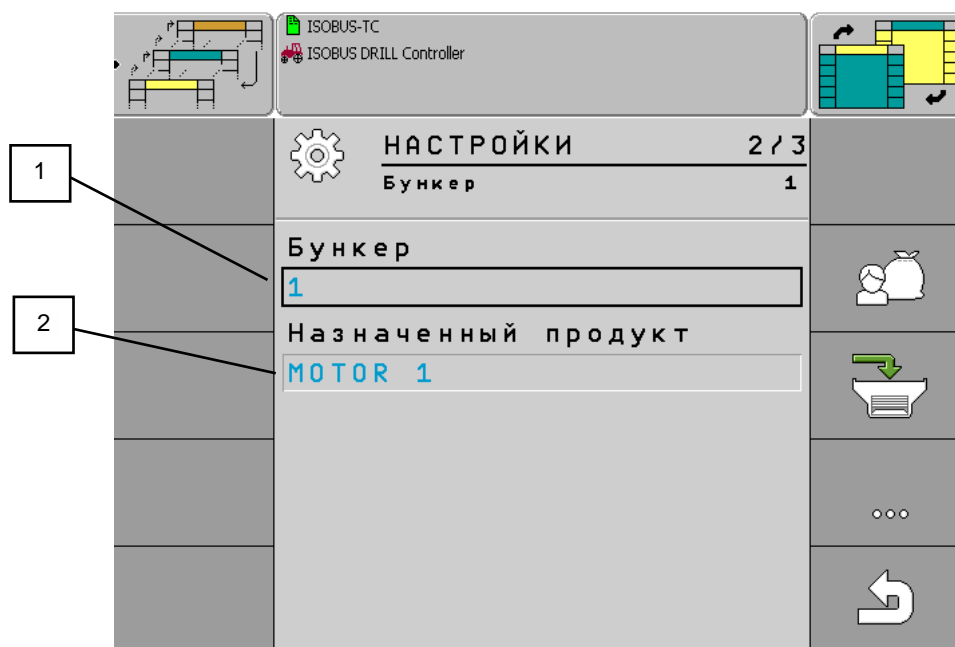 ISOBUS-TC
ISOBUS DRILL Controller
НАСТРОЙКИ 2/3
Бункер 1
1
Бункер
1
2
Назначенный продукт
MOTOR 1